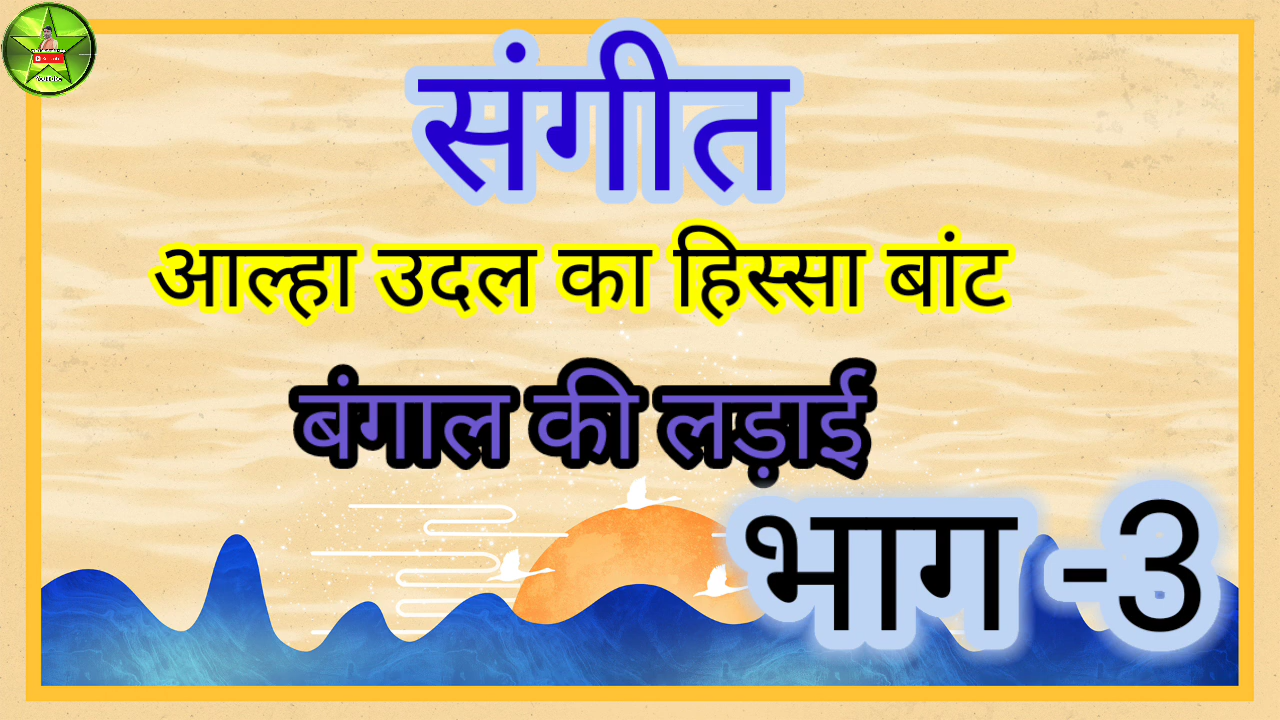 संगीत
आल्हा उदल का हिस्सा बांट
बंगाल की लड़ाई
भाग -3